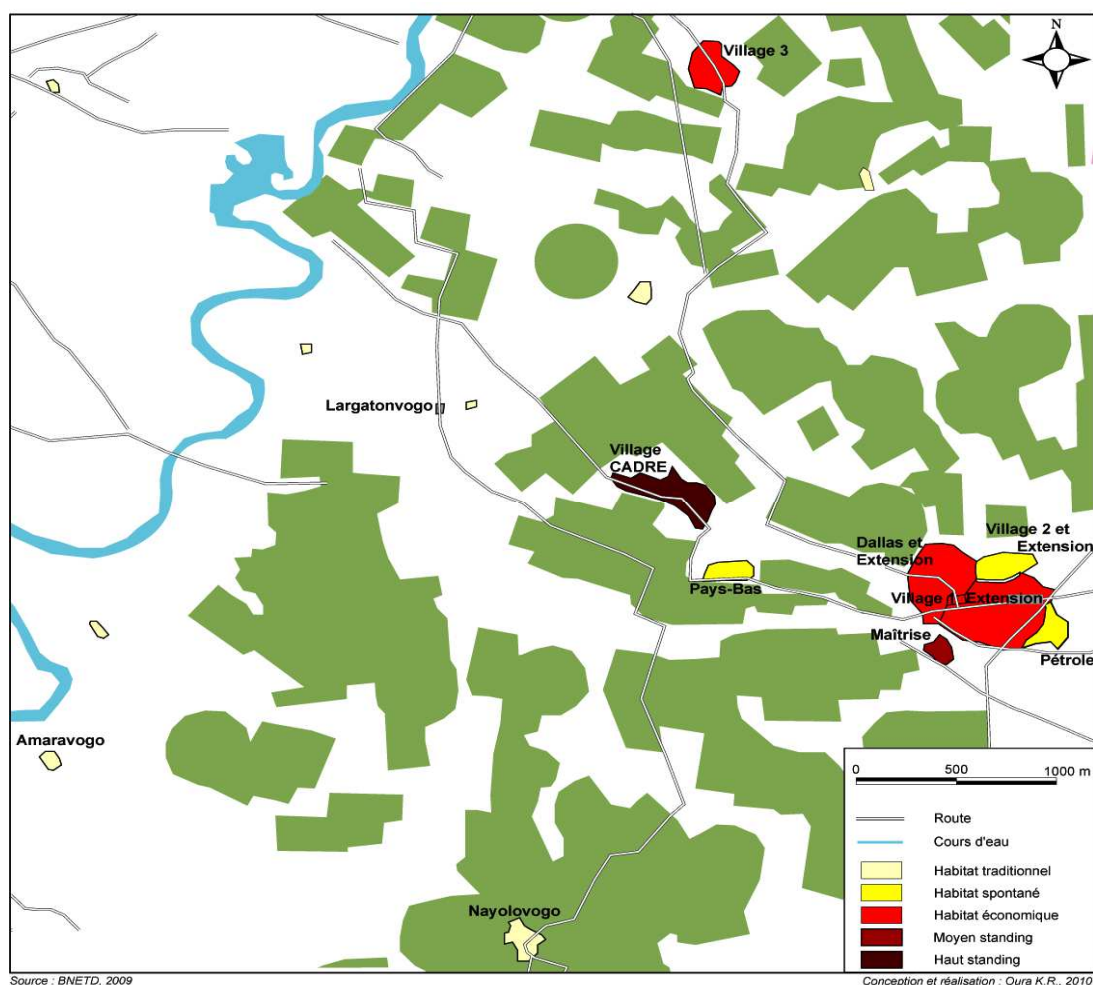 N
Village 3
Largatonvogo
Village
CADRE
Village 2 et
Extension
Dallas et
Extension
Pays-Bas
Village 1 Extension
Maîtrise
Pétrole
Amaravogo
Nayolovogo
0 500 1000 m
Route
Cours d'eau
Habitat traditionnel
Habitat spontané
Habitat économique
Moyen standing
Haut standing
Source : BNETD, 2009
Conception et réalisation : Oura K.R., 2010